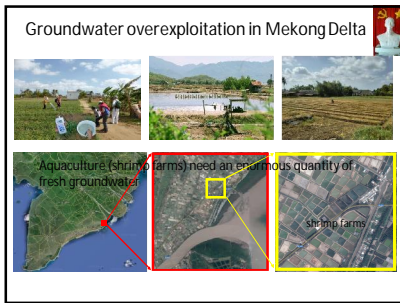 Groundwater overexploitation in Mekong Delta
Aquaculture (shrimp farms) need an enormous quantity of
fresh groundwater
shrimp farms